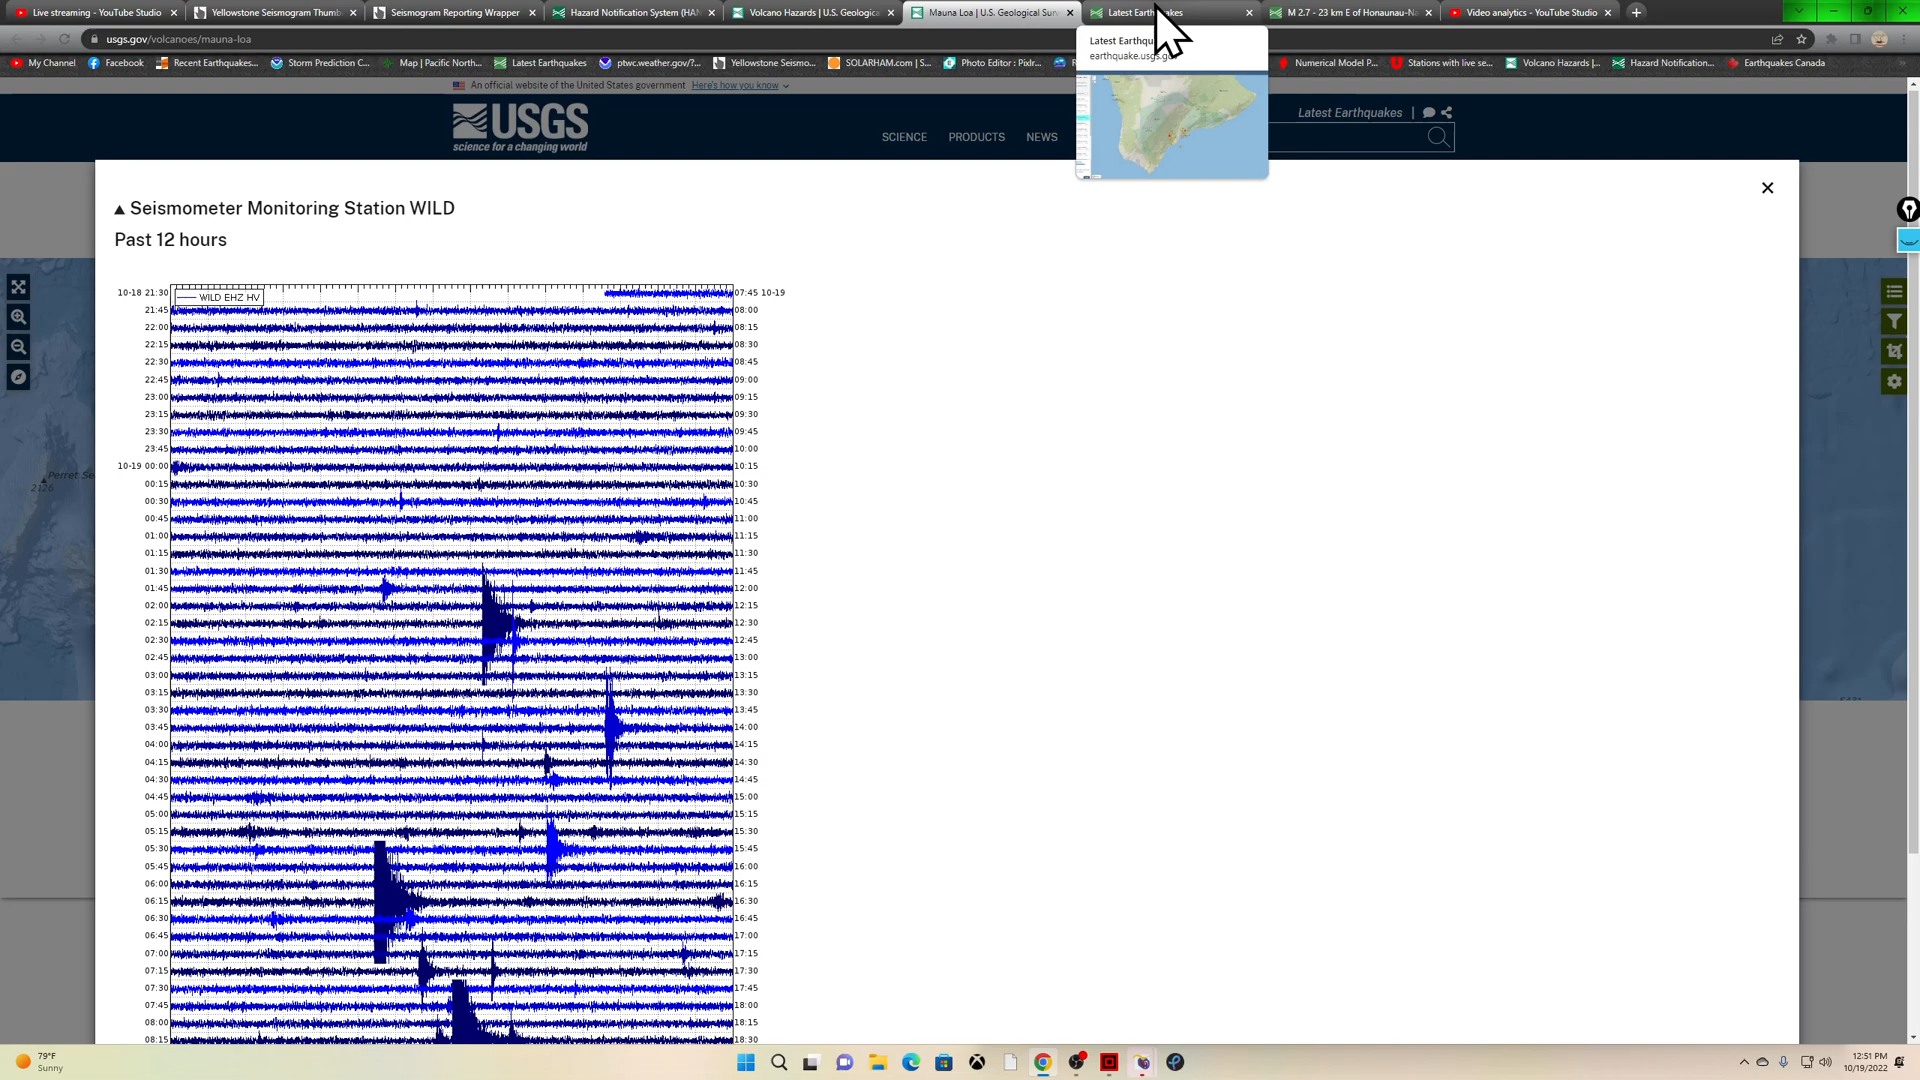 Live streaming - YouTube Studio
Yellowstone Seismogram Thumb
Seismogram Reporting Wrapper
Hazard Notification System (HAN
Volcano Hazards | U.S. Geologica
Mauna Loa | U.S. Geological Sur
Latest Earthquakes
M 2.7 - 23 km E of Honaunau-Na
Video analytics - YouTube Studio
usgs.gov/volcanoes/mauna-loa
Latest Earthqu
earthquake.usgs.gov
My Channel
Facebook
Recent Earthquakes...
Storm Prediction C...
Map | Pacific North...
Latest Earthquakes
ptwc.weather.gov/?...
Yellowstone Seismo...
SOLARHAM.com | S...
Photo Editor : Pixlr...
Numerical Model P...
Stations with live se...
Volcano Hazards |...
Hazard Notification...
Earthquakes Canada
An official website of the United States government Here's how you know
USGS
science for a changing world
SCIENCE PRODUCTS NEWS
Latest Earthquakes |
Seismometer Monitoring Station WILD
Past 12 hours
WILD EHZ HV
10-18 21:30 07:45 10-19
21:45 08:00
22:00 08:15
22:15 08:30
22:30 08:45
22:45 09:00
23:00 09:15
23:15 09:30
23:30 09:45
23:45 10:00
10-19 00:00 10:15
00:15 10:30
00:30 10:45
00:45 11:00
01:00 11:15
01:15 11:30
01:30 11:45
01:45 12:00
02:00 12:15
02:15 12:30
02:30 12:45
02:45 13:00
03:00 13:15
03:15 13:30
03:30 13:45
03:45 14:00
04:00 14:15
04:15 14:30
04:30 14:45
04:45 15:00
05:00 15:15
05:15 15:30
05:30 15:45
05:45 16:00
06:00 16:15
06:15 16:30
06:30 16:45
06:45 17:00
07:00 17:15
07:15 17:30
07:30 17:45
07:45 18:00
08:00 18:15
08:15 18:30
Perret Se
2126
79°F
Sunny
12:51 PM
10/19/2022